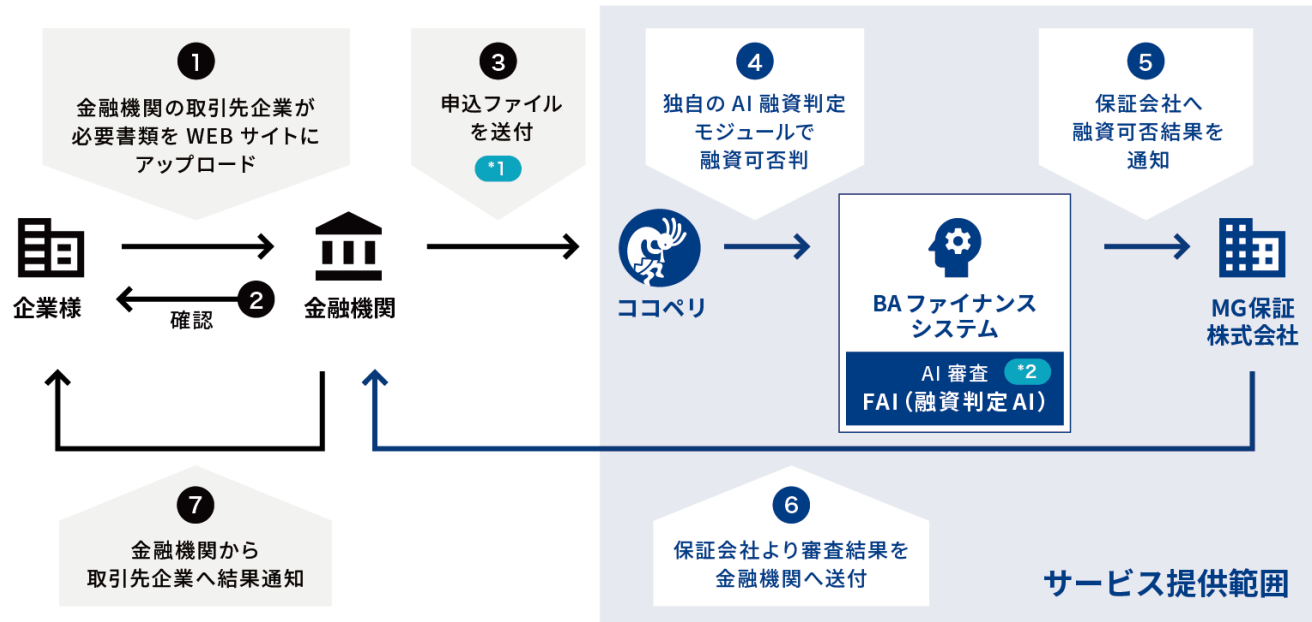 1
金融機関の取引先企業が
必要書類を WEB サイトに
アップロード
3
申込ファイル
を送付
*1
4
独自の AI 融資判定
モジュールで
融資可否判
5
保証会社へ
融資可否結果を
通知
企業様
2
確認
金融機関
ココペリ
BAファイナンス
システム
AI 審査 *2
FAI（融資判定 AI）
MG保証
株式会社
7
金融機関から
取引先企業へ結果通知
6
保証会社より審査結果を
金融機関へ送付
サービス提供範囲